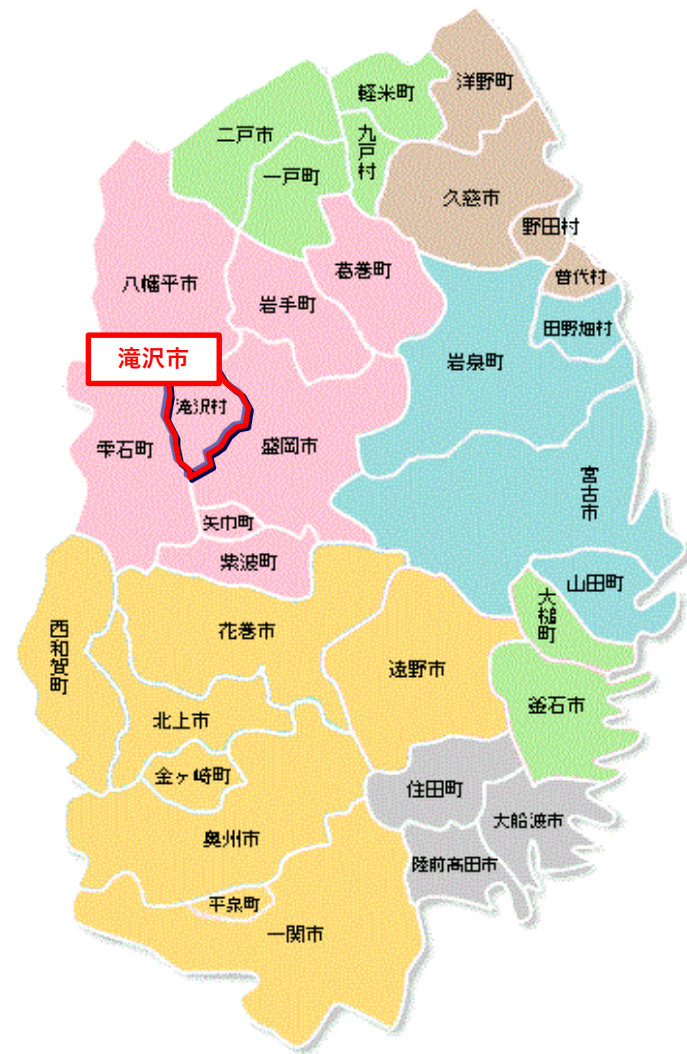 洋野町
軽米町
二戸市
九戸村
一戸町
久慈市
野田村
葛巻町
普代村
八幡平市
岩手町
田野畑村
滝沢市
岩泉町
滝沢村
雫石町
盛岡市
宮古市
矢巾町
紫波町
山田町
大槌町
西和賀町
花巻市
遠野市
釜石市
北上市
金ヶ崎町
住田町
大船渡市
奥州市
陸前高田市
平泉町
一関市